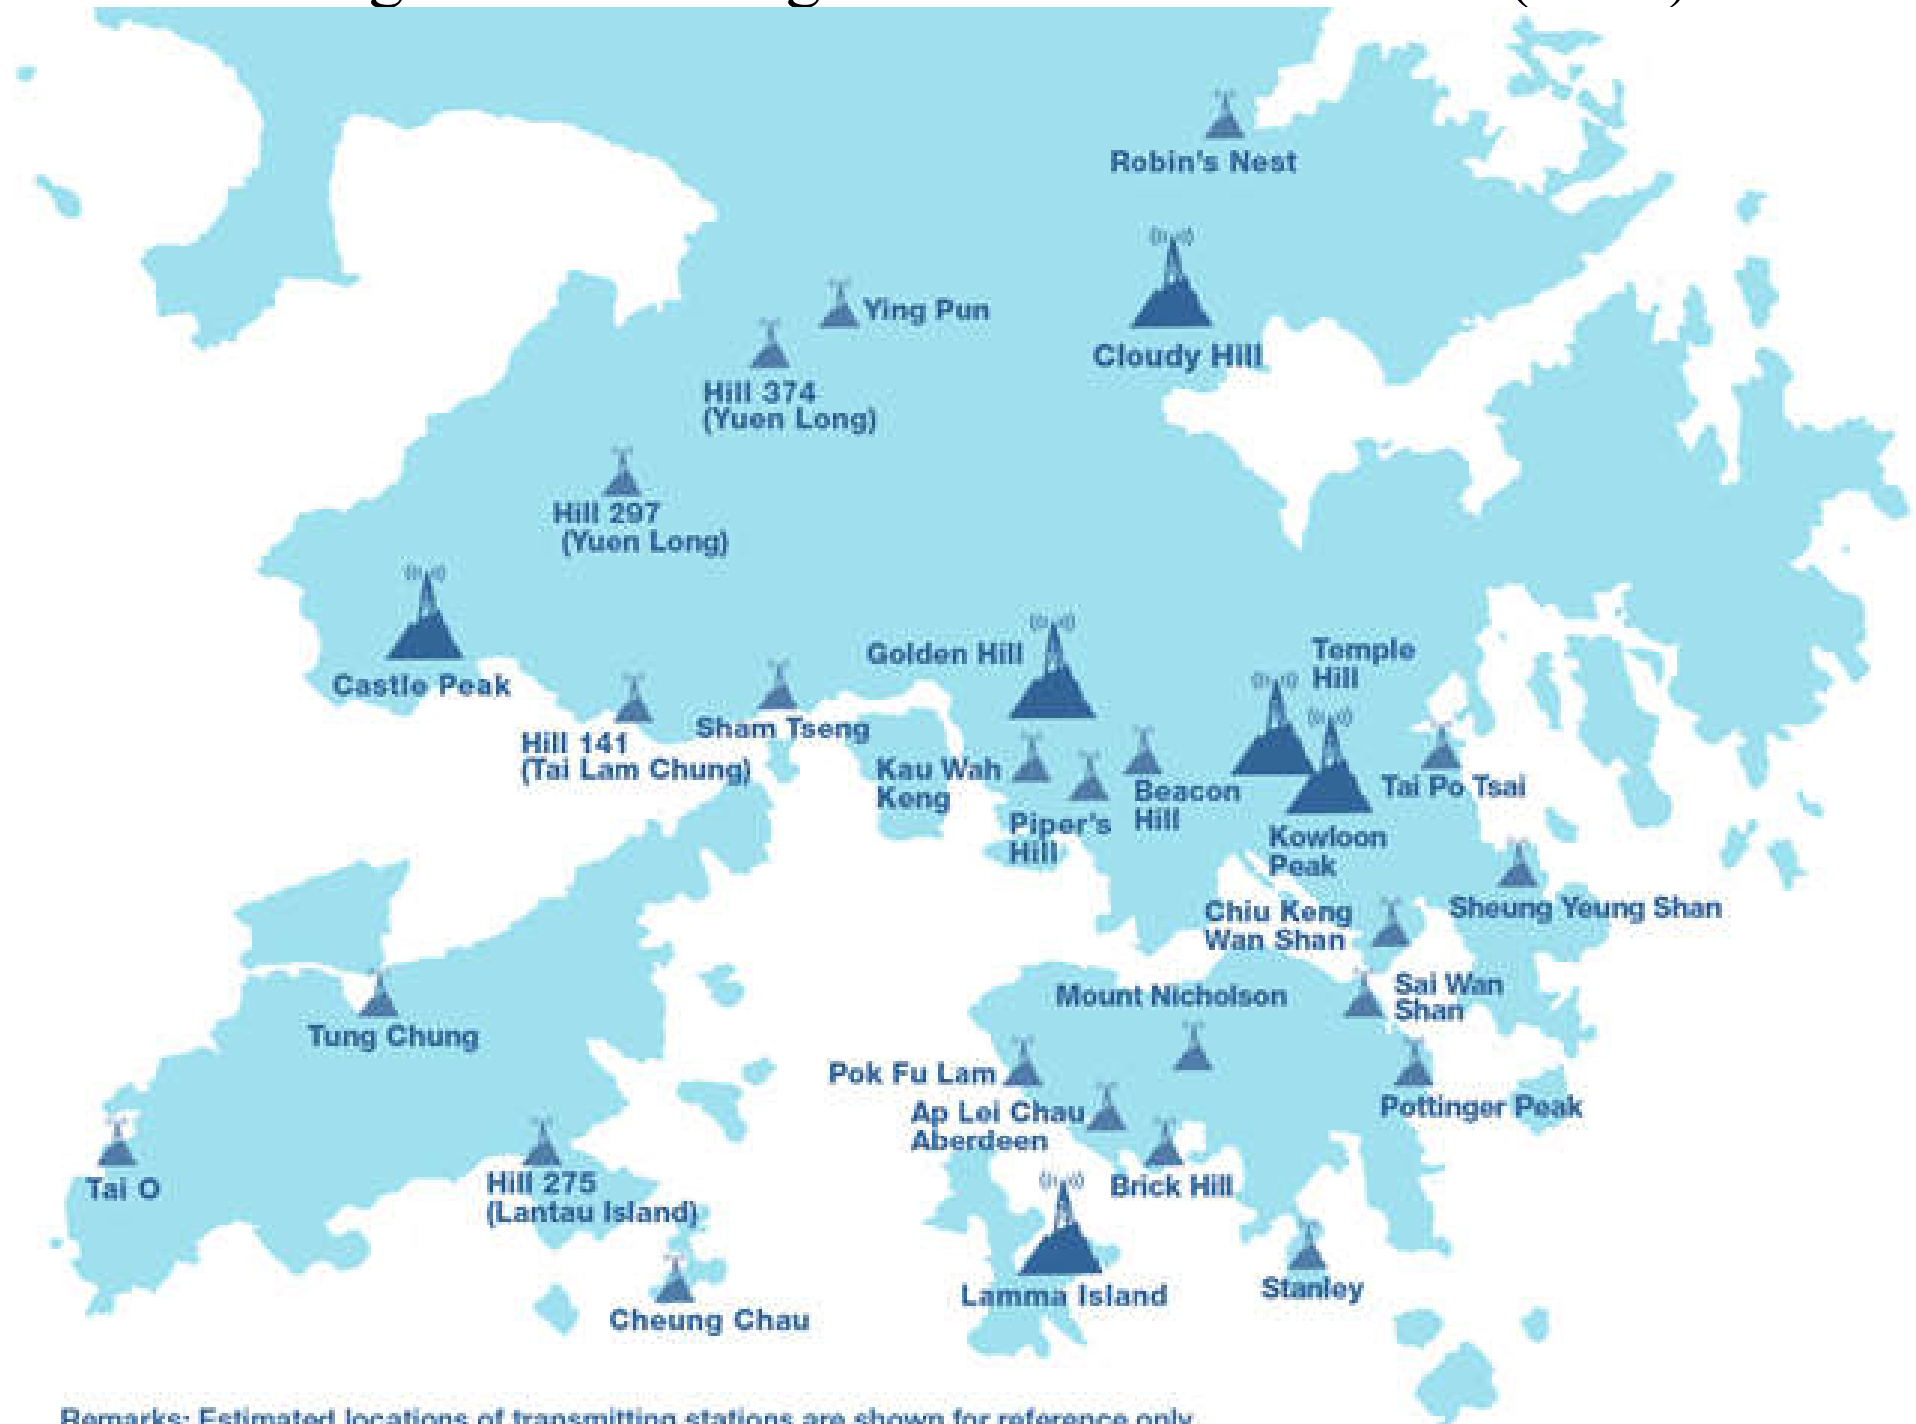 Robin's Nest
Ying Pun
Cloudy Hill
Hill 374
(Yuen Long)
Hill 297
(Yuen Long)
Golden Hill
Temple
Hill
Castle Peak
Sham Tseng
Hill 141
(Tai Lam Chung)
Kau Wah
Keng
Beacon
Hill
Tai Po Tsai
Piper's
Hill
Kowloon
Peak
Chiu Keng
Wan Shan
Sheung Yeung Shan
Mount Nicholson
Sai Wan
Shan
Tung Chung
Pok Fu Lam
Ap Lei Chau
Aberdeen
Pottinger Peak
Tai O
Hill 275
(Lantau Island)
Brick Hill
Lamma Island
Stanley
Cheung Chau
Remarks: Estimated locations of transmitting stations are shown for reference only